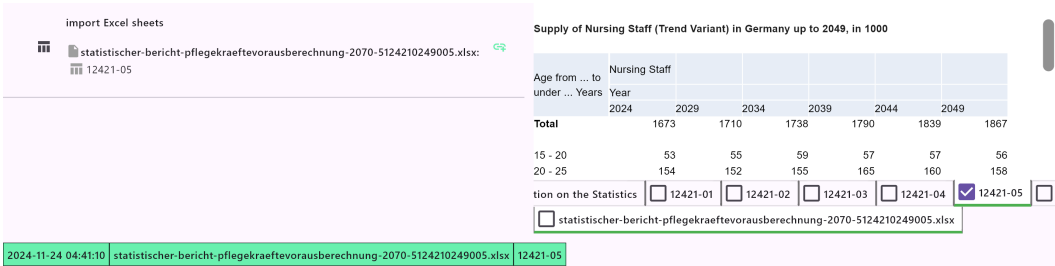 import Excel sheets
statistischer-bericht-pflegekraeftevorausberechnung-2070-5124210249005.xlsx:
12421-05
Supply of Nursing Staff (Trend Variant) in Germany up to 2049, in 1000
Age from ... to under ... Years
Nursing Staff
Year
2024 2029 2034 2039 2044 2049
Total 1673 1710 1738 1790 1839 1867
15 - 20 53 55 59 57 57 56
20 - 25 154 152 155 165 160 158
tion on the Statistics 12421-01 12421-02 12421-03 12421-04 12421-05
statistischer-bericht-pflegekraeftevorausberechnung-2070-5124210249005.xlsx
2024-11-24 04:41:10 statistischer-bericht-pflegekraeftevorausberechnung-2070-5124210249005.xlsx 12421-05